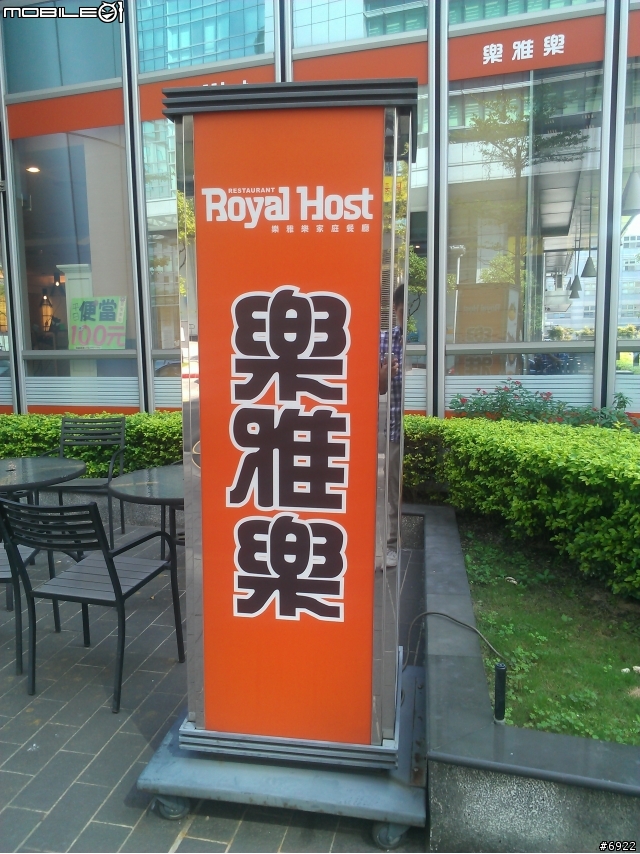 MOBILE01
樂雅樂
RESTAURANT
Royal Host
樂雅樂家庭餐廳
樂雅樂
便當
100元
#6922